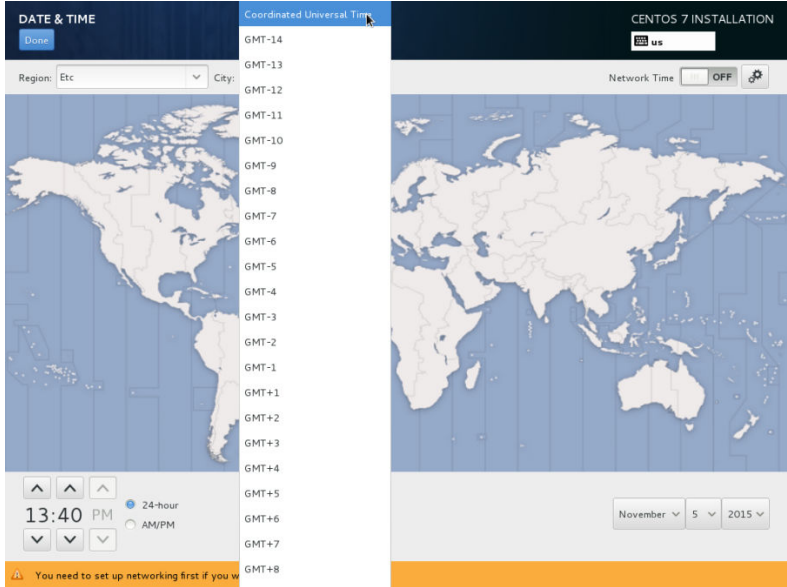 DATE & TIME
Done
Coordinated Universal Time
CENTOS 7 INSTALLATION
us
Region: Etc
City:
Network Time OFF
GMT-14
GMT-13
GMT-12
GMT-11
GMT-10
GMT-9
GMT-8
GMT-7
GMT-6
GMT-5
GMT-4
GMT-3
GMT-2
GMT-1
GMT+1
GMT+2
GMT+3
GMT+4
GMT+5
GMT+6
GMT+7
GMT+8
13:40 PM
24-hour
AM/PM
November 5 2015
You need to set up networking first if you w